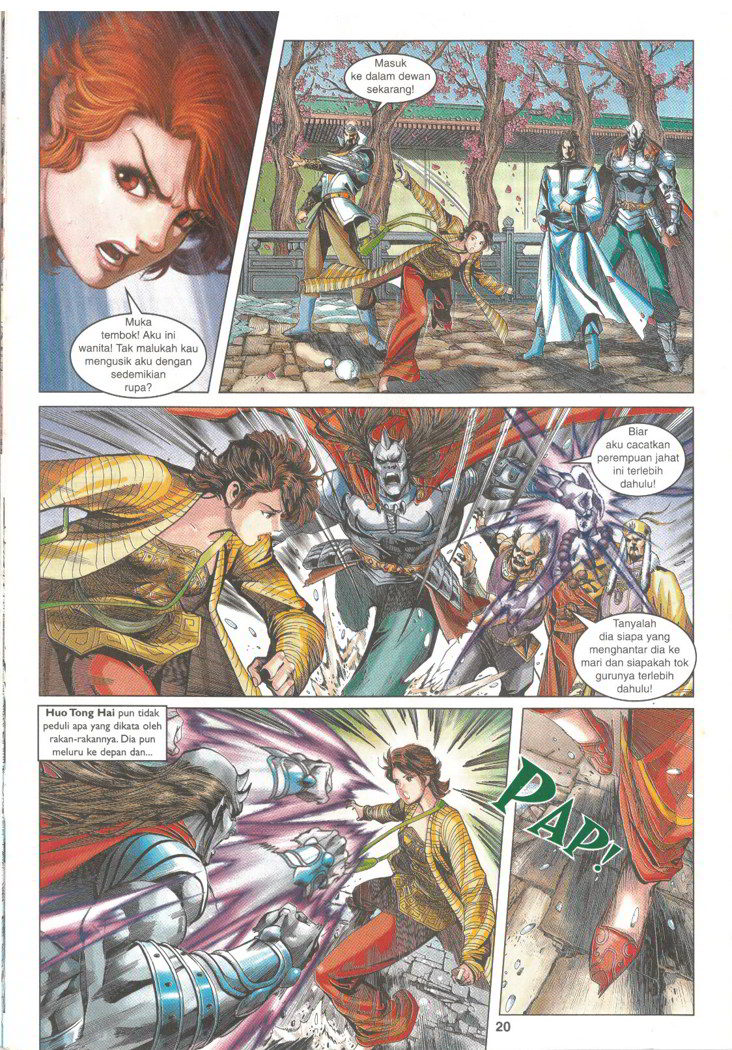 Muka
tembok! Aku ini
wanita! Tak malukah kau
mengusik aku dengan
sedemikian
rupa?
Masuk
ke dalam dewan
sekarang!
Biar
aku cacatkan
perempuan jahat
ini terlebih
dahulu!
Tanyalah
dia siapa yang
menghantar dia ke
mari dan siapakah tok
gurunya terlebih
dahulu!
Huo Tong Hai pun tidak
peduli apa yang dikata oleh
rakan-rakannya. Dia pun
meluru ke depan dan...
PAP!
20